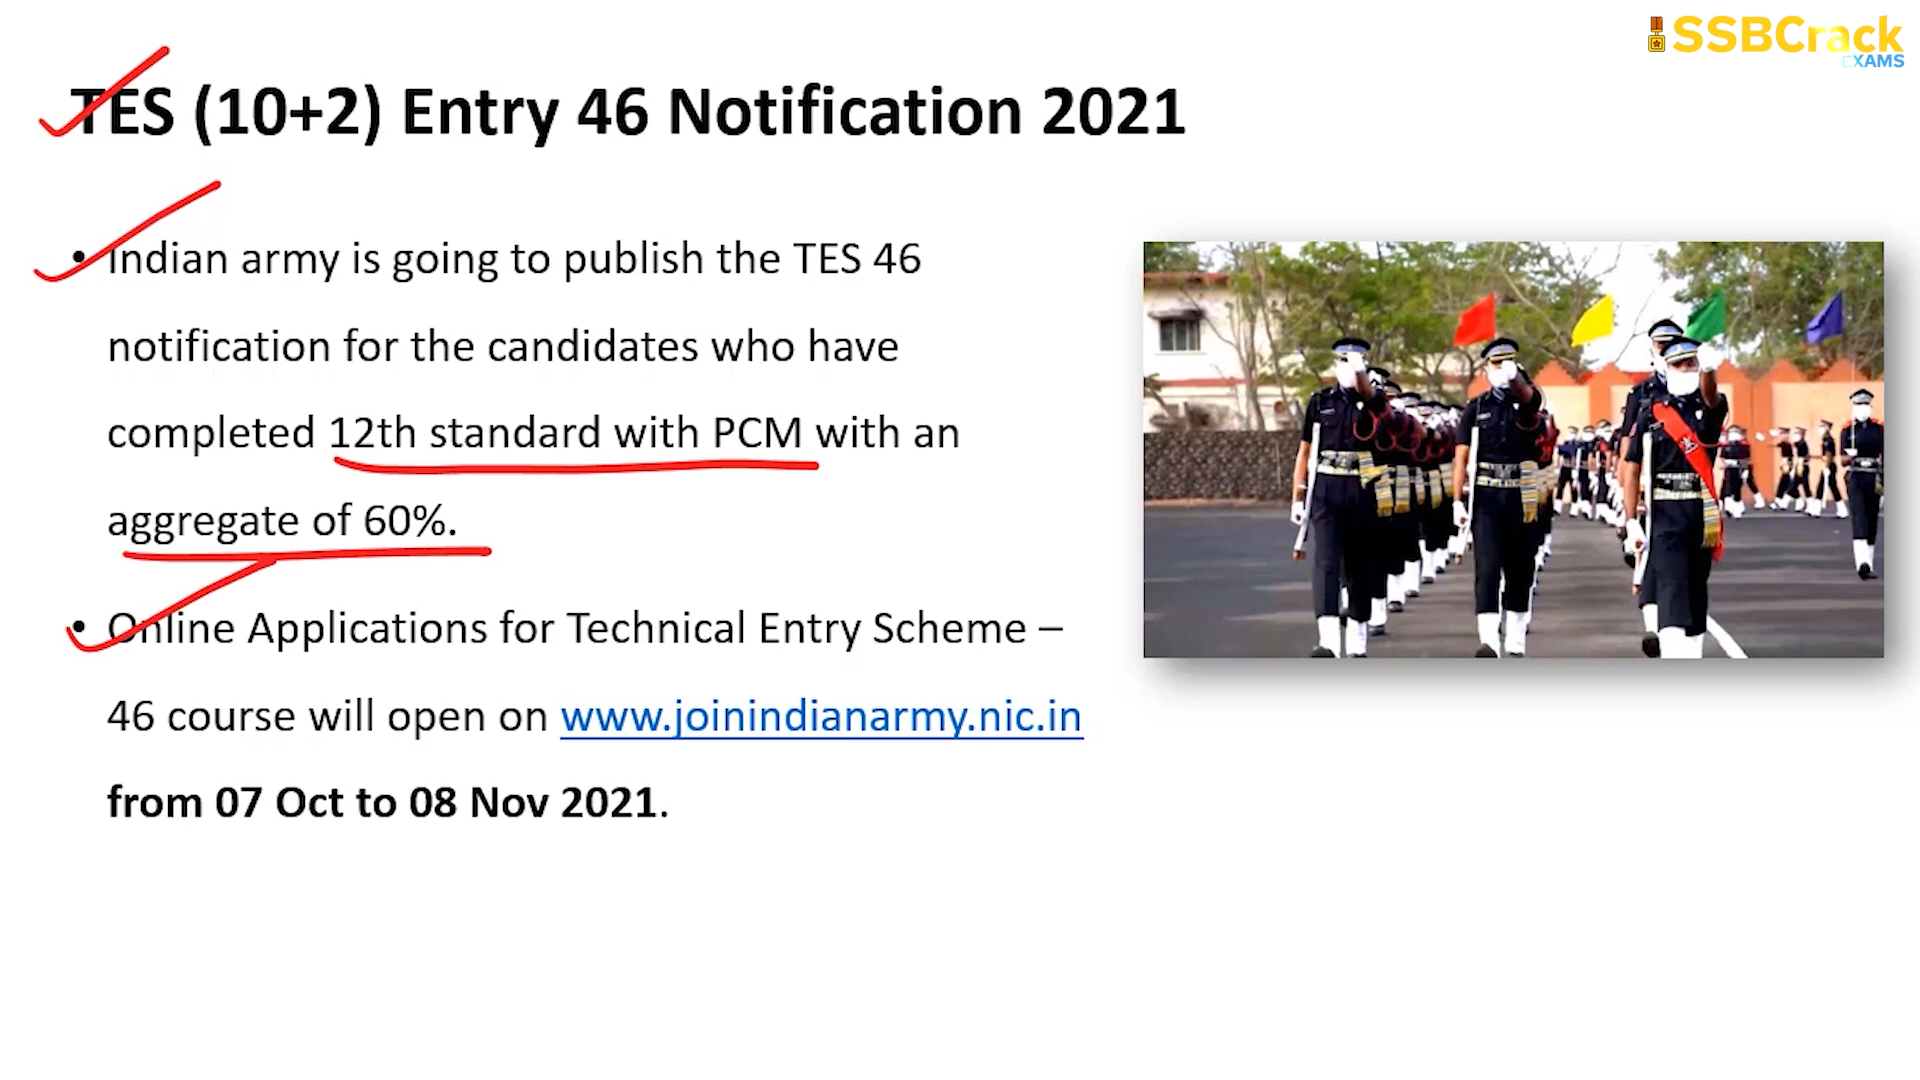 SSBCrack
EXAMS
TES (10+2) Entry 46 Notification 2021
• Indian army is going to publish the TES 46
notification for the candidates who have
completed 12th standard with PCM with an
aggregate of 60%.
• Online Applications for Technical Entry Scheme –
46 course will open on www.joinindianarmy.nic.in
from 07 Oct to 08 Nov 2021.